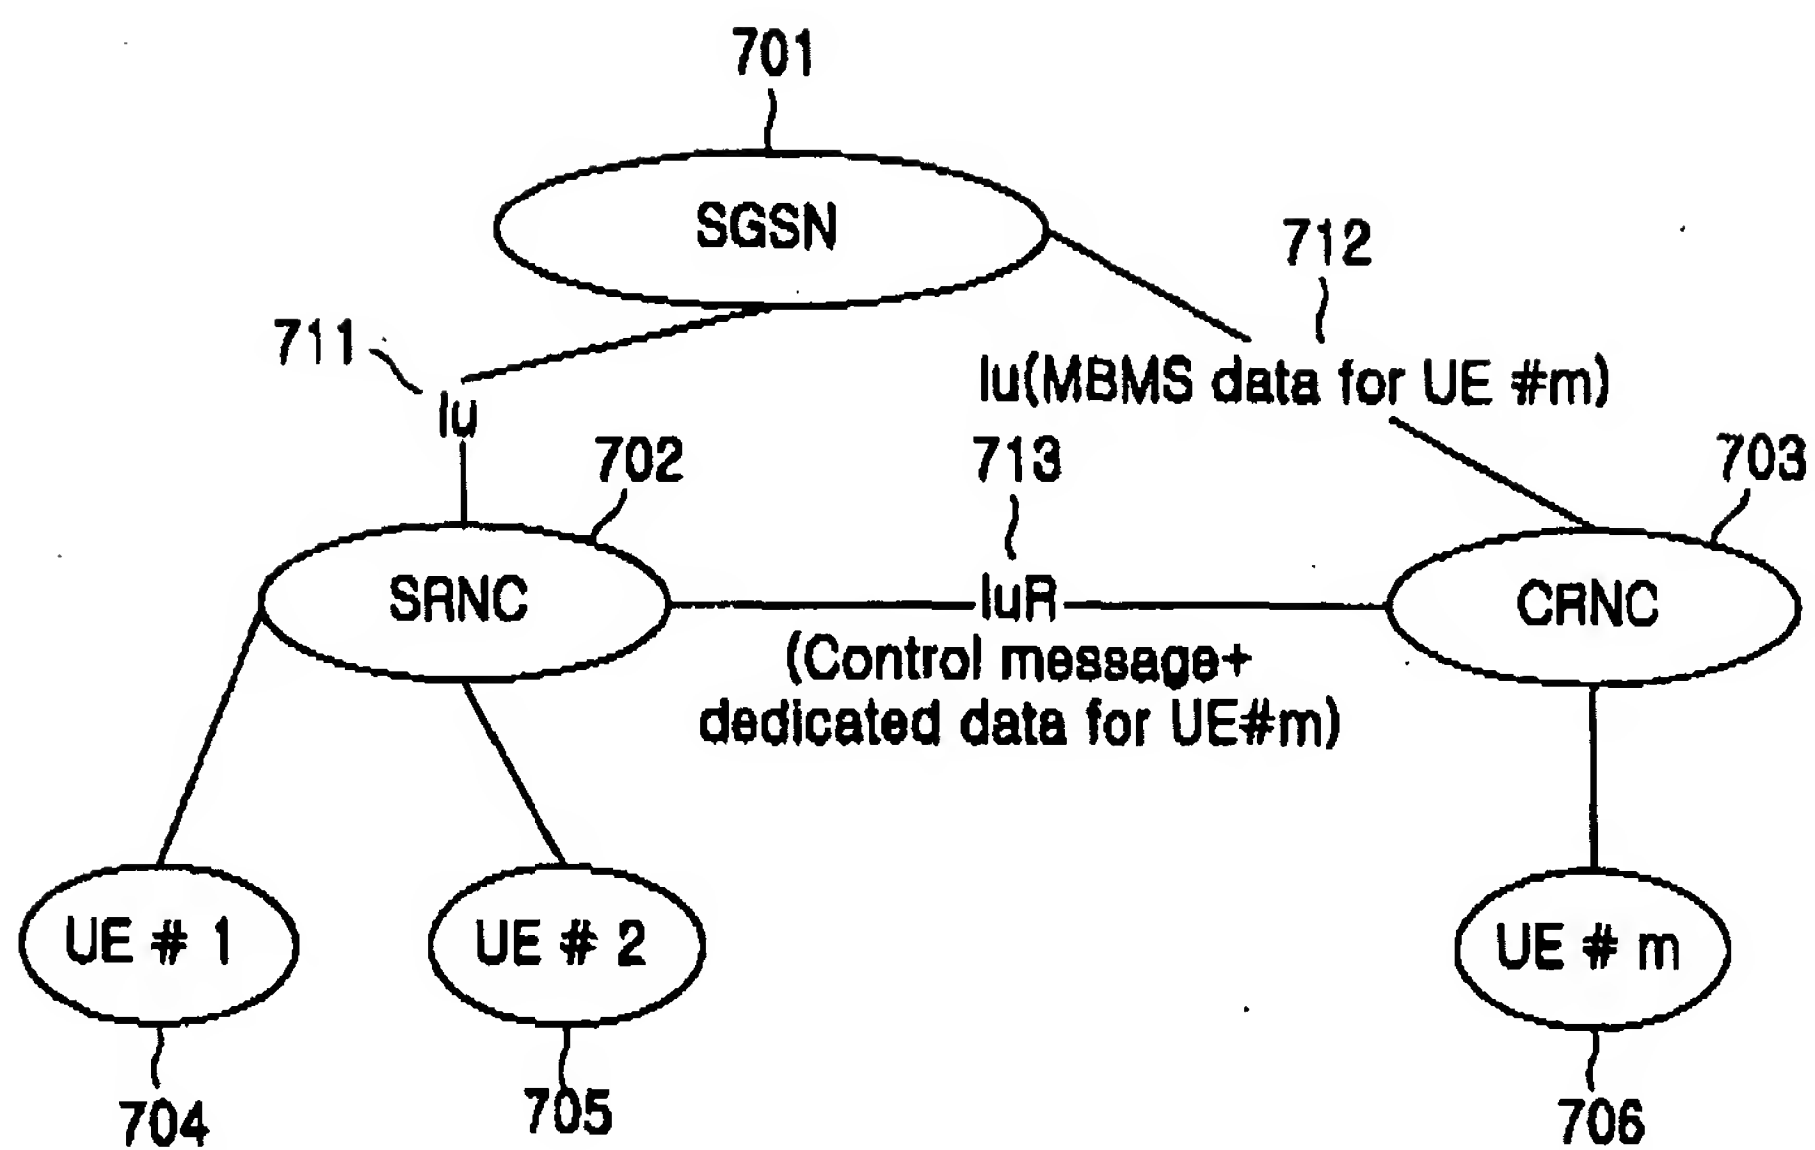 701
SGSN
712
711
Iu(MBMS data for UE #m)
Iu
702
713
703
SRNC
IuR
CRNC
(Control message+
dedicated data for UE#m)
UE # 1
UE # 2
UE # m
704
705
706